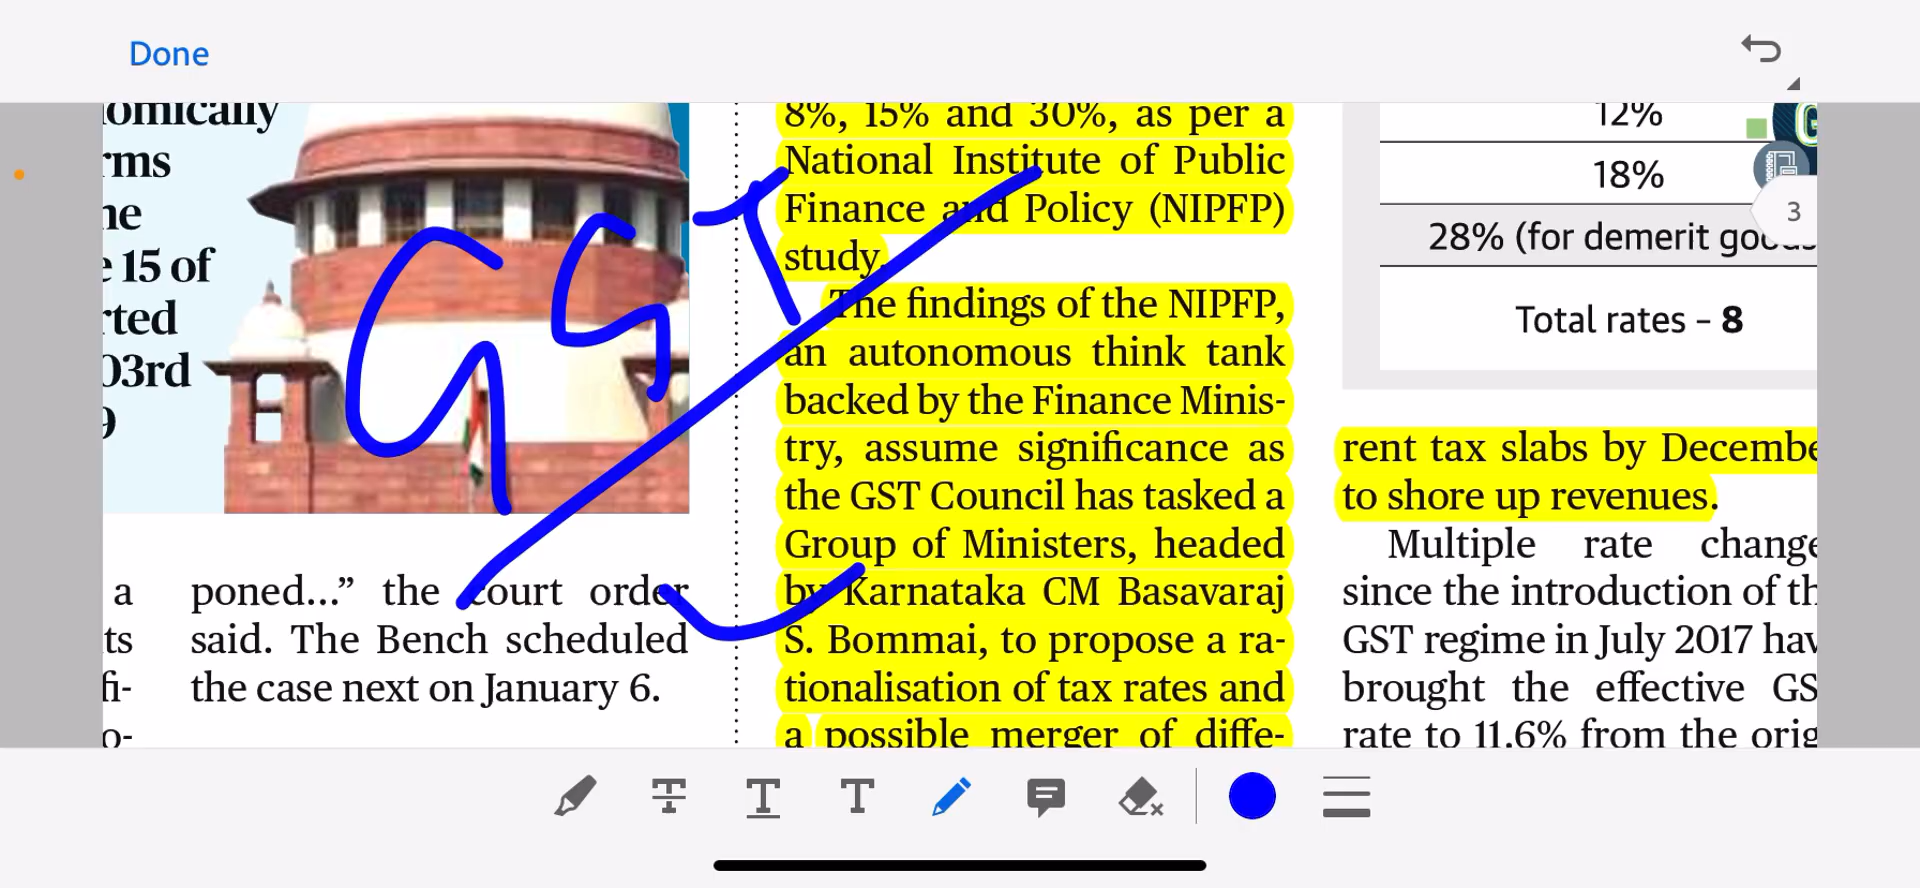 Done
nomically
rms
ne
e 15 of
rted
03rd
9
a
ts
fi-
o-
poned...” the court order
said. The Bench scheduled
the case next on January 6.
GST
8%, 15% and 30%, as per a
National Institute of Public
Finance and Policy (NIPFP)
study.
The findings of the NIPFP,
an autonomous think tank
backed by the Finance Minis-
try, assume significance as
the GST Council has tasked a
Group of Ministers, headed
by Karnataka CM Basavaraj
S. Bommai, to propose a ra-
tionalisation of tax rates and
a possible merger of diffe-
12%
18%
28% (for demerit goods
Total rates – 8
3
rent tax slabs by Decembe
to shore up revenues.
Multiple rate change
since the introduction of th
GST regime in July 2017 hav
brought the effective GS
rate to 11.6% from the orig